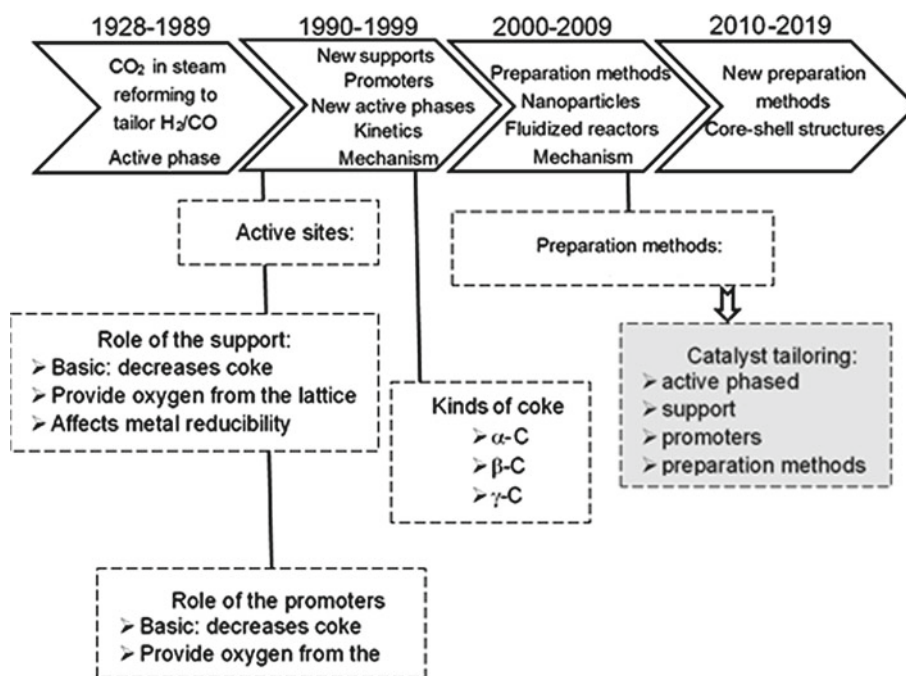 1928-1989
1990-1999
2000-2009
2010-2019
CO₂ in steam
reforming to
tailor H₂/CO
Active phase
New supports
Promoters
New active phases
Kinetics
Mechanism
Preparation methods
Nanoparticles
Fluidized reactors
Mechanism
New preparation
methods
Core-shell structures
Active sites:
Preparation methods:
Role of the support:
➢ Basic: decreases coke
➢ Provide oxygen from the lattice
➢ Affects metal reducibility
Kinds of coke
➢ α-C
➢ β-C
➢ γ-C
Catalyst tailoring:
➢ active phased
➢ support
➢ promoters
➢ preparation methods
Role of the promoters
➢ Basic: decreases coke
➢ Provide oxygen from the